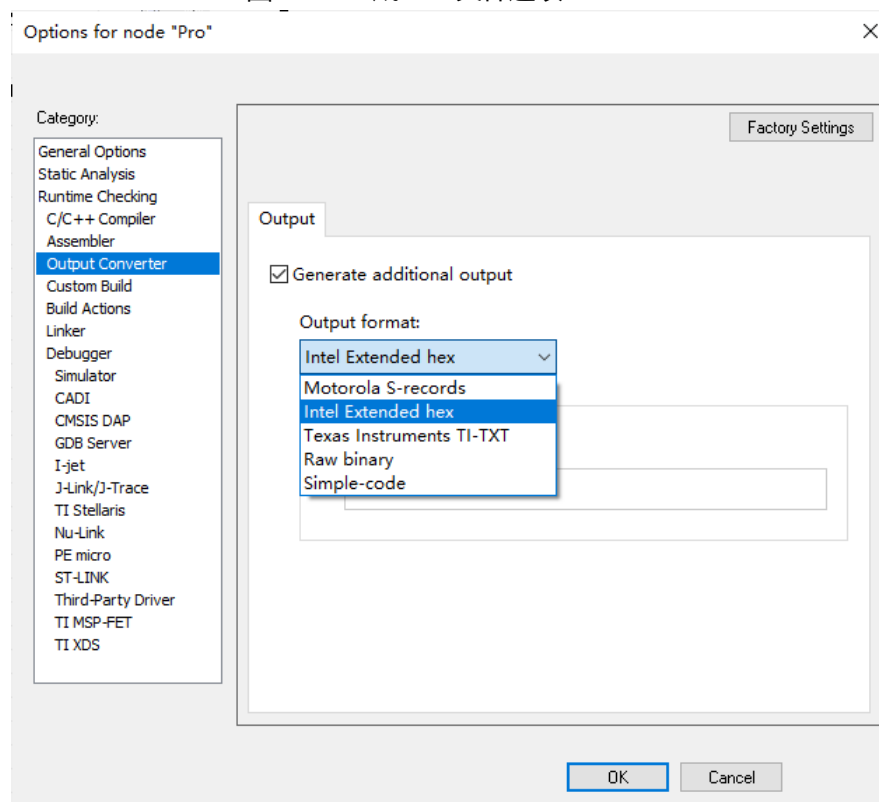 Options for node "Pro"
Category:
Factory Settings
General Options
Static Analysis
Runtime Checking
C/C++ Compiler
Assembler
Output Converter
Custom Build
Build Actions
Linker
Debugger
Simulator
CADI
CMSIS DAP
GDB Server
I-jet
J-Link/J-Trace
TI Stellaris
Nu-Link
PE micro
ST-LINK
Third-Party Driver
TI MSP-FET
TI XDS
Output
Generate additional output
Output format:
Intel Extended hex
Motorola S-records
Intel Extended hex
Texas Instruments TI-TXT
Raw binary
Simple-code
OK
Cancel